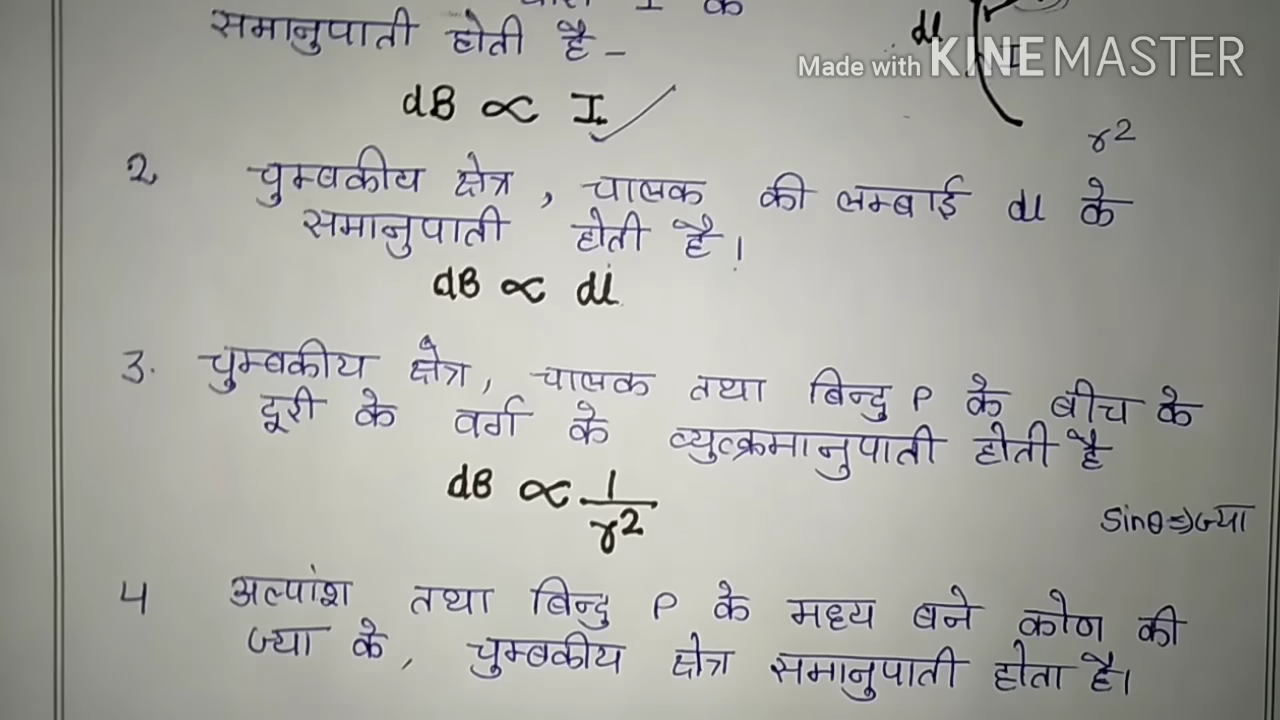 I के
समानुपाती होती है -
dl
I
Made with KINEMASTER
dB ∝ I
r2
2 चुम्बकीय क्षेत्र, चालक की लम्बाई dl के
समानुपाती होती है।
dB ∝ dl
3. चुम्बकीय क्षेत्र, चालक तथा बिन्दु P के बीच के
दूरी के वर्ग के व्युत्क्रमानुपाती होती है
dB ∝ 1/r2
sinθ⇒ज्या
4 अल्पांश तथा बिन्दु P के मध्य बने कोण की
ज्या के, चुम्बकीय क्षेत्र समानुपाती होता है।